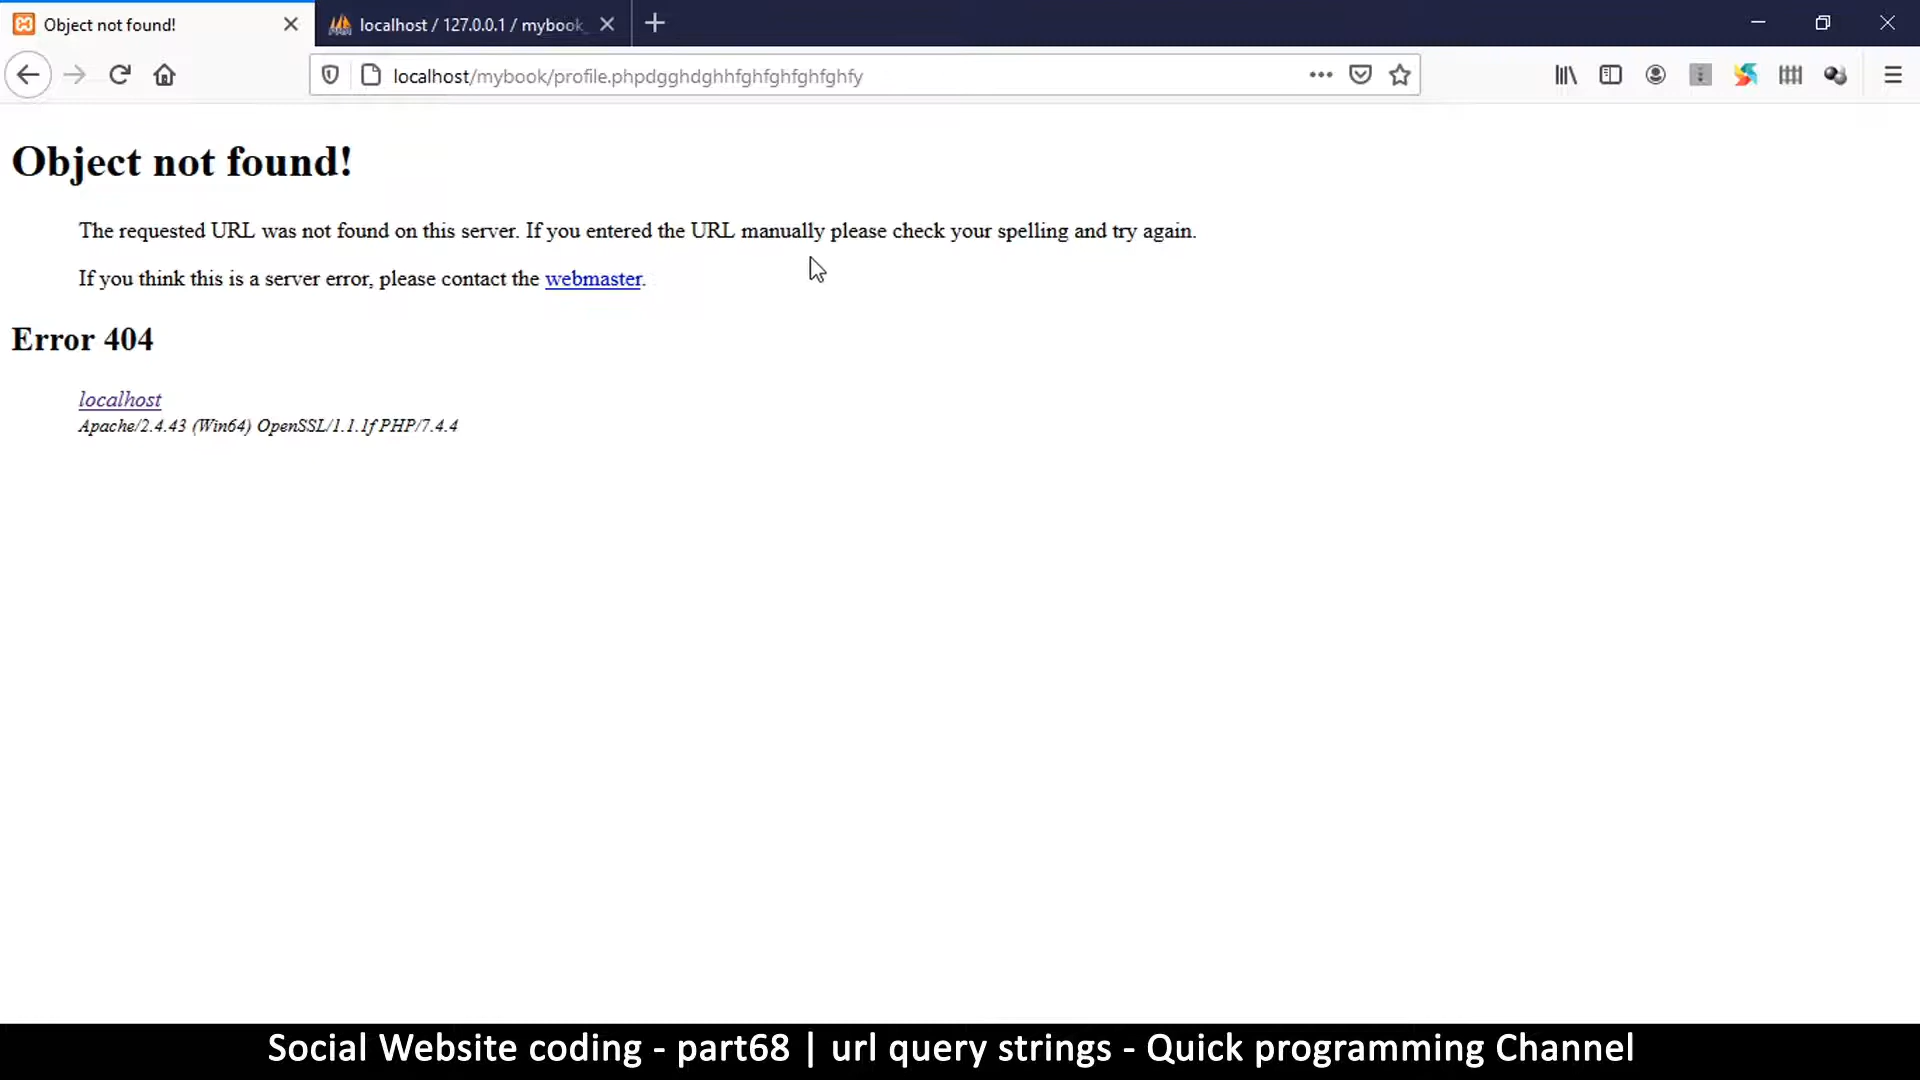 Object not found!
localhost / 127.0.0.1 / mybook_
localhost/mybook/profile.phpdgghdghhfghfghfghfghfy
Object not found!
The requested URL was not found on this server. If you entered the URL manually please check your spelling and try again.
If you think this is a server error, please contact the webmaster.
Error 404
localhost
Apache/2.4.43 (Win64) OpenSSL/1.1.1f PHP/7.4.4
Social Website coding - part68 | url query strings - Quick programming Channel